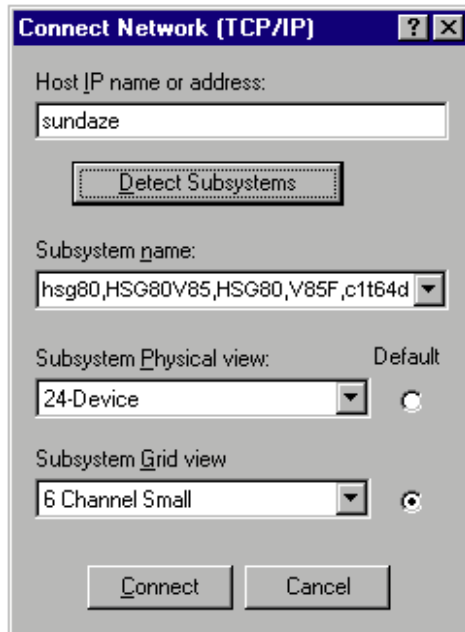 Connect Network (TCP/IP)
Host IP name or address:
sundaze
Detect Subsystems
Subsystem name:
hsg80,HSG80V85,HSG80,V85F,c1t64d
Subsystem Physical view: Default
24-Device
Subsystem Grid view
6 Channel Small
Connect Cancel